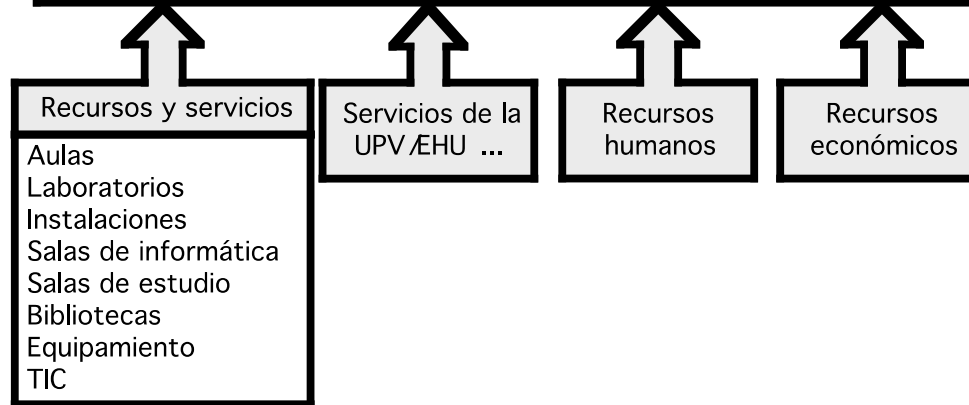 Recursos y servicios
Aulas
Laboratorios
Instalaciones
Salas de informática
Salas de estudio
Bibliotecas
Equipamiento
TIC
Servicios de la
UPV/EHU ...
Recursos
humanos
Recursos
económicos